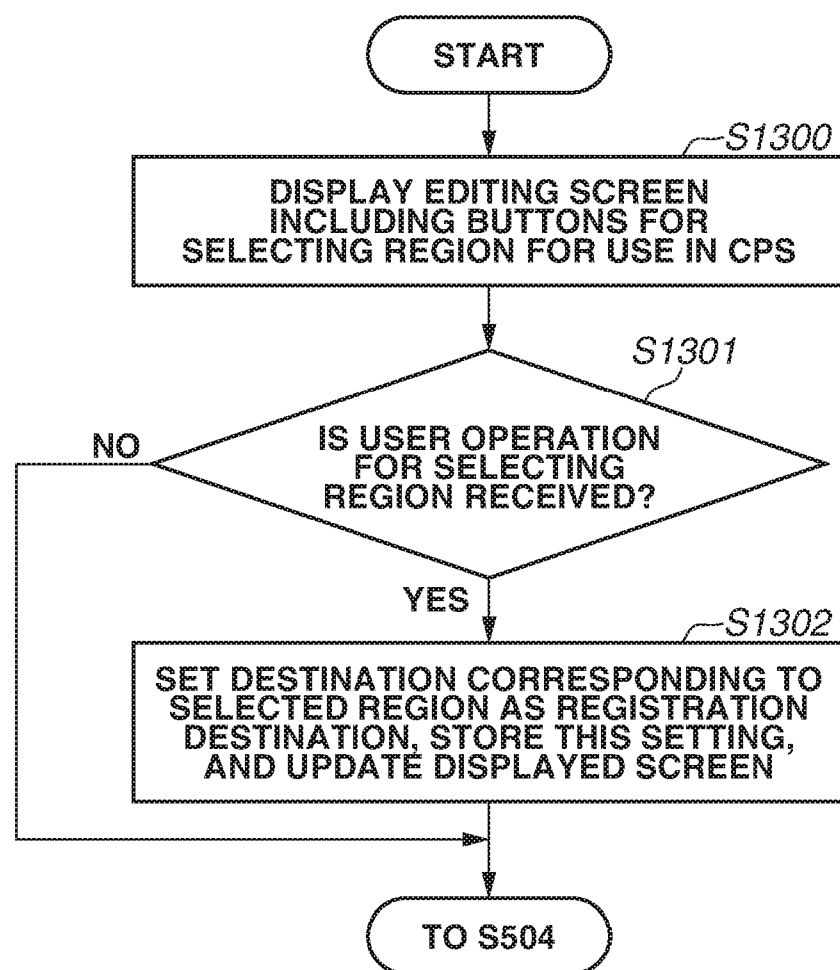 START
S1300
DISPLAY EDITING SCREEN
INCLUDING BUTTONS FOR
SELECTING REGION FOR USE IN CPS
S1301
NO
IS USER OPERATION
FOR SELECTING
REGION RECEIVED?
YES
S1302
SET DESTINATION CORRESPONDING TO
SELECTED REGION AS REGISTRATION
DESTINATION, STORE THIS SETTING,
AND UPDATE DISPLAYED SCREEN
TO S504